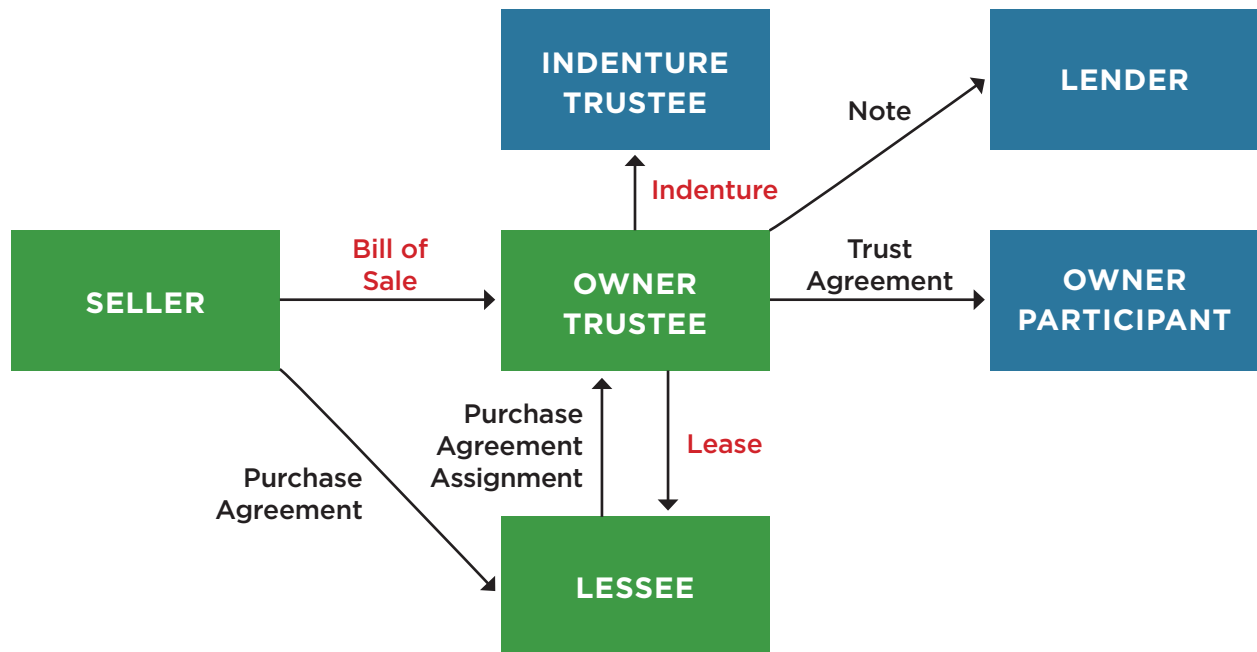 INDENTURE
TRUSTEE
LENDER
Note
Indenture
SELLER
Bill of
Sale
OWNER
TRUSTEE
Trust
Agreement
OWNER
PARTICIPANT
Purchase
Agreement
Purchase
Agreement
Assignment
Lease
LESSEE